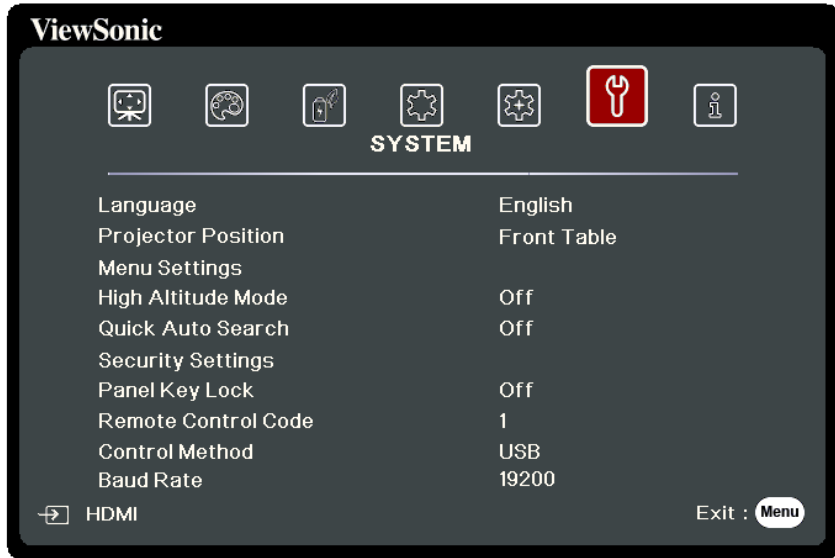 ViewSonic
SYSTEM
Language English
Projector Position Front Table
Menu Settings
High Altitude Mode Off
Quick Auto Search Off
Security Settings
Panel Key Lock Off
Remote Control Code 1
Control Method USB
Baud Rate 19200
HDMI Exit : Menu